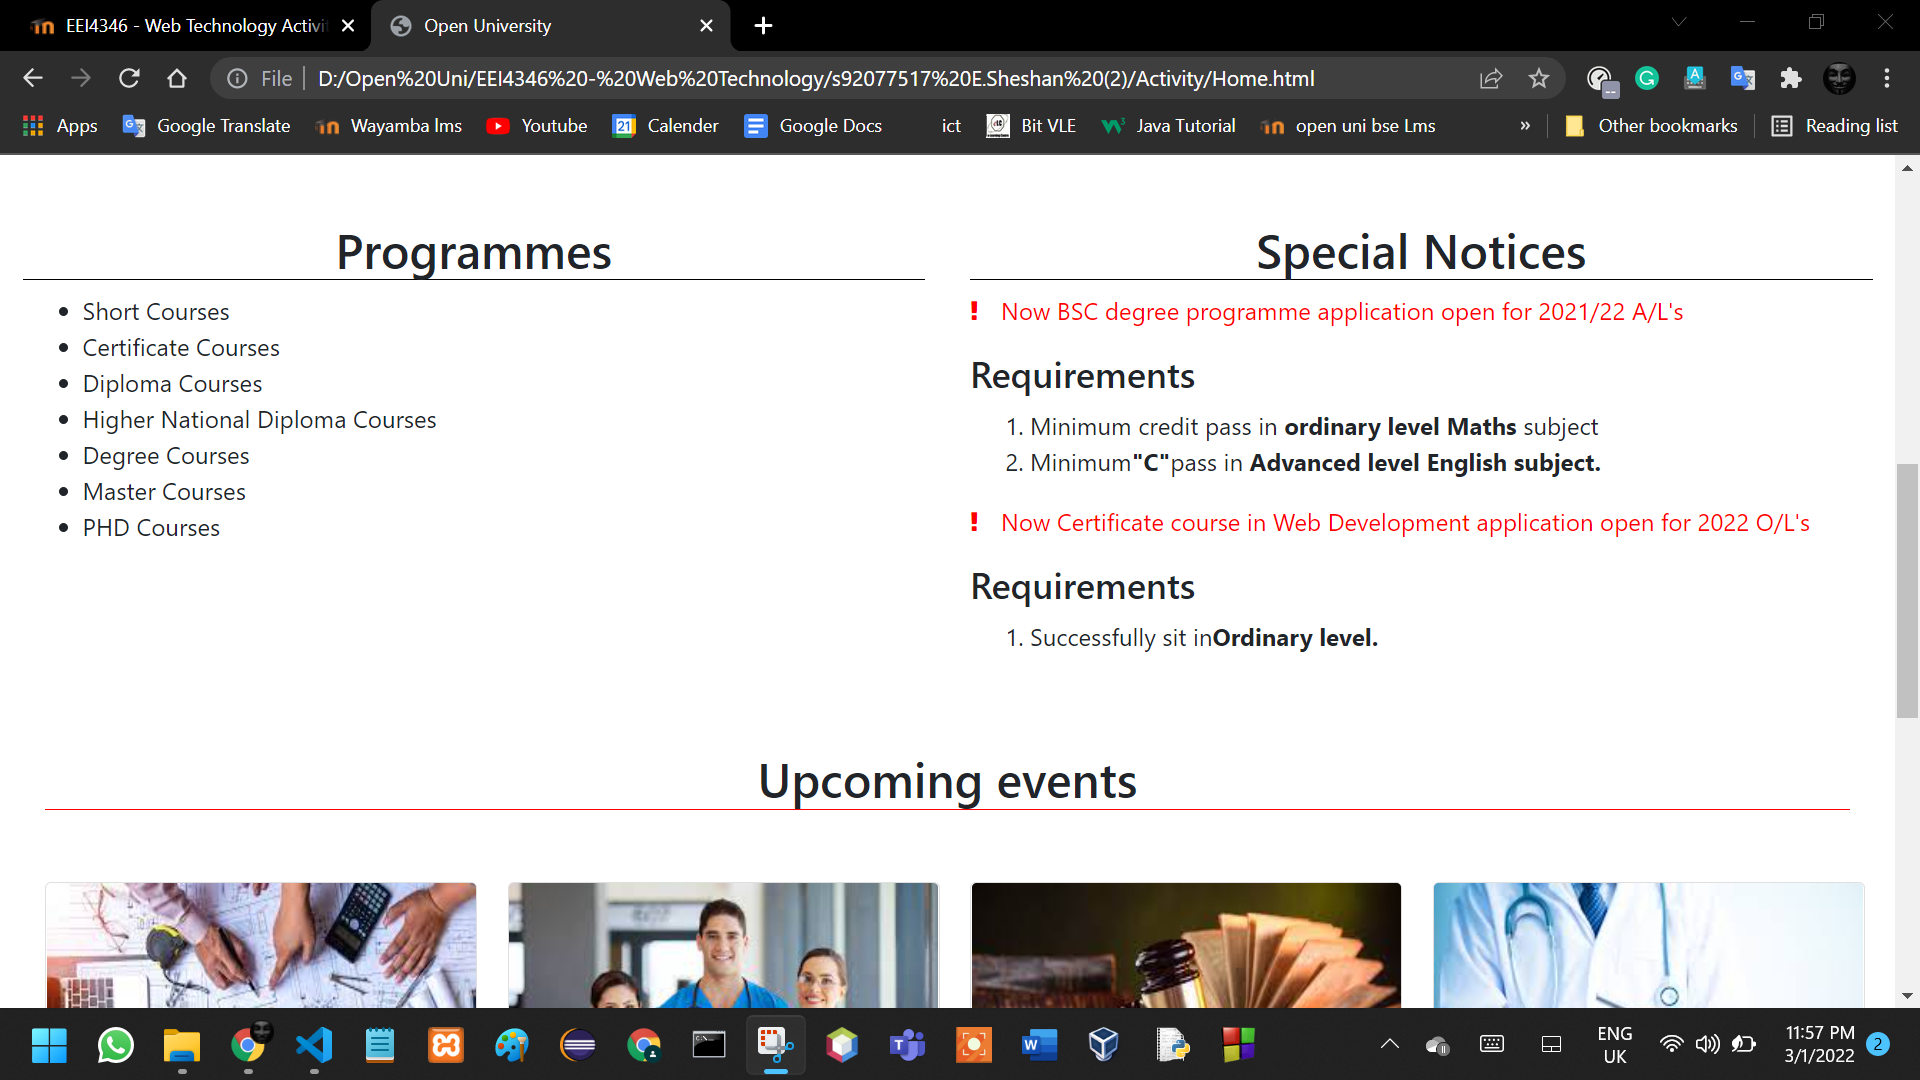 EEI4346 - Web Technology Activi
Open University
File
D:/Open%20Uni/EEI4346%20-%20Web%20Technology/s92077517%20E.Sheshan%20(2)/Activity/Home.html
Apps
Google Translate
Wayamba lms
Youtube
Calender
Google Docs
ict
Bit VLE
Java Tutorial
open uni bse Lms
»
Other bookmarks
Reading list
Programmes
• Short Courses
• Certificate Courses
• Diploma Courses
• Higher National Diploma Courses
• Degree Courses
• Master Courses
• PHD Courses
Special Notices
! Now BSC degree programme application open for 2021/22 A/L's
Requirements
1. Minimum credit pass in ordinary level Maths subject
2. Minimum"C"pass in Advanced level English subject.
! Now Certificate course in Web Development application open for 2022 O/L's
Requirements
1. Successfully sit inOrdinary level.
Upcoming events
ENG
UK
11:57 PM
3/1/2022
2